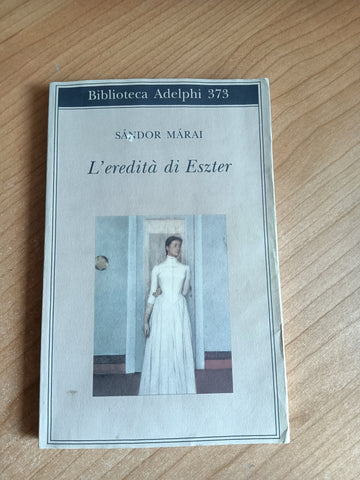 Biblioteca Adelphi 373
SÁNDOR MÁRAI
L'eredità di Eszter